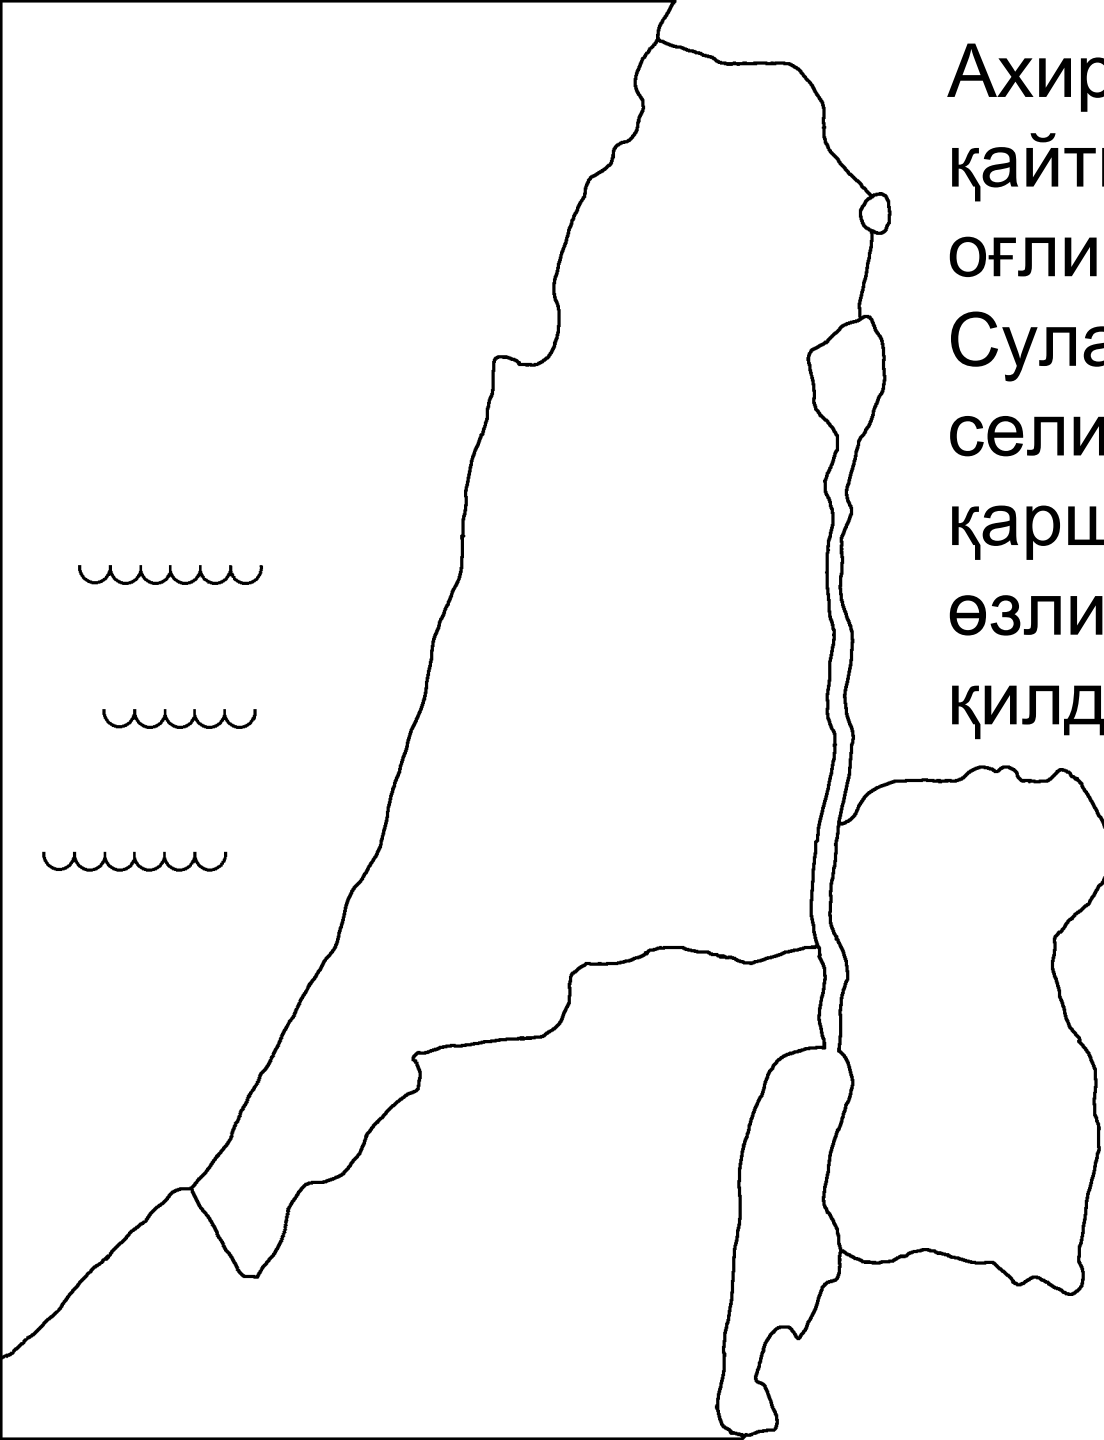 Ахир
қайт
оғли
Сула
сели
қарш
өзли
қилд